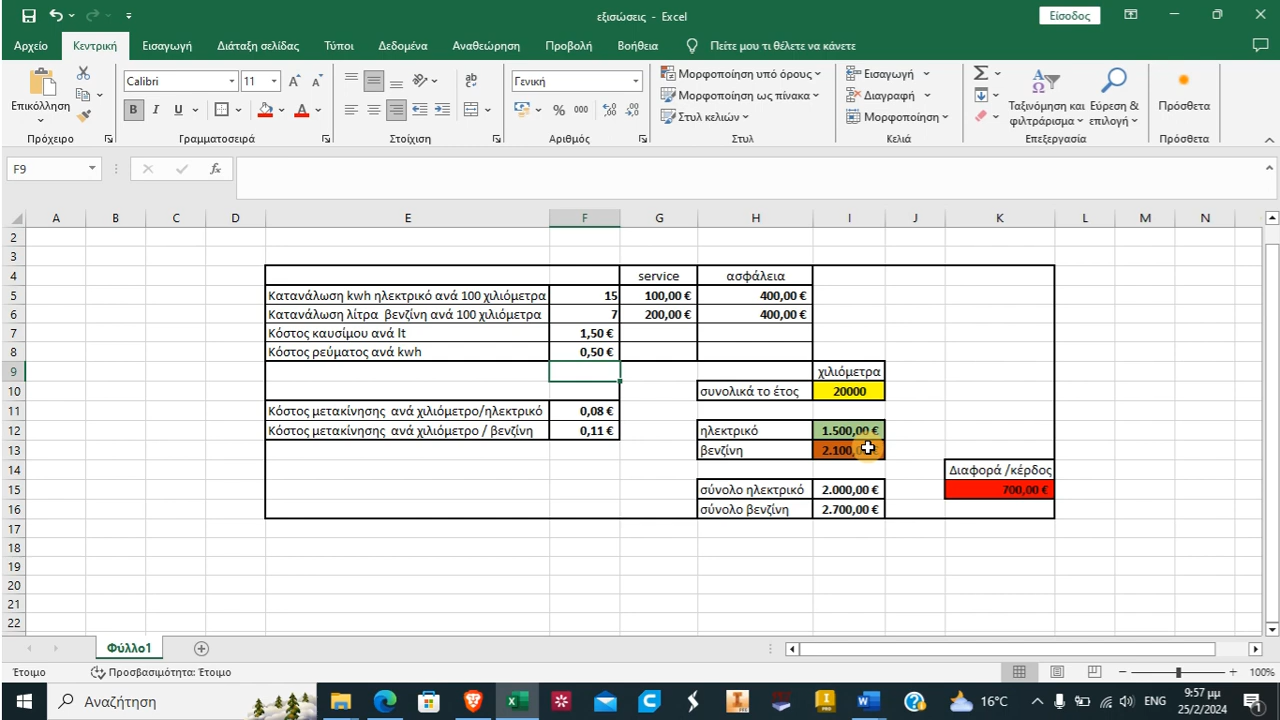 εξισώσεις - Excel
Είσοδος
Αρχείο Κεντρική Εισαγωγή Διάταξη σελίδας Τύποι Δεδομένα Αναθεώρηση Προβολή Βοήθεια Πείτε μου τι θέλετε να κάνετε
Επικόλληση
Calibri 11
B I U
ab
Γενική
% 000
Μορφοποίηση υπό όρους
Μορφοποίηση ως πίνακα
Στυλ κελιών
Εισαγωγή
Διαγραφή
Μορφοποίηση
Ταξινόμηση και φιλτράρισμα
Εύρεση & επιλογή
Πρόσθετα
Πρόχειρο Γραμματοσειρά Στοίχιση Αριθμός Στυλ Κελιά Επεξεργασία Πρόσθετα
F9 fx
A B C D E F G H I J K L M N
2
3
4 service ασφάλεια
5 Κατανάλωση kwh ηλεκτρικό ανά 100 χιλιόμετρα 15 100,00 € 400,00 €
6 Κατανάλωση λίτρα βενζίνη ανά 100 χιλιόμετρα 7 200,00 € 400,00 €
7 Κόστος καυσίμου ανά lt 1,50 €
8 Κόστος ρεύματος ανά kwh 0,50 €
9 χιλιόμετρα
10 συνολικά το έτος 20000
11 Κόστος μετακίνησης ανά χιλιόμετρο/ηλεκτρικό 0,08 €
12 Κόστος μετακίνησης ανά χιλιόμετρο / βενζίνη 0,11 € ηλεκτρικό 1.500,00 €
13 βενζίνη 2.100,
14 Διαφορά /κέρδος
15 σύνολο ηλεκτρικό 2.000,00 € 700,00 €
16 σύνολο βενζίνη 2.700,00 €
17
18
19
20
21
22
Φύλλο1
Έτοιμο Προσβασιμότητα: Έτοιμο 100%
Αναζήτηση 16°C ENG 9:57 μμ
25/2/2024